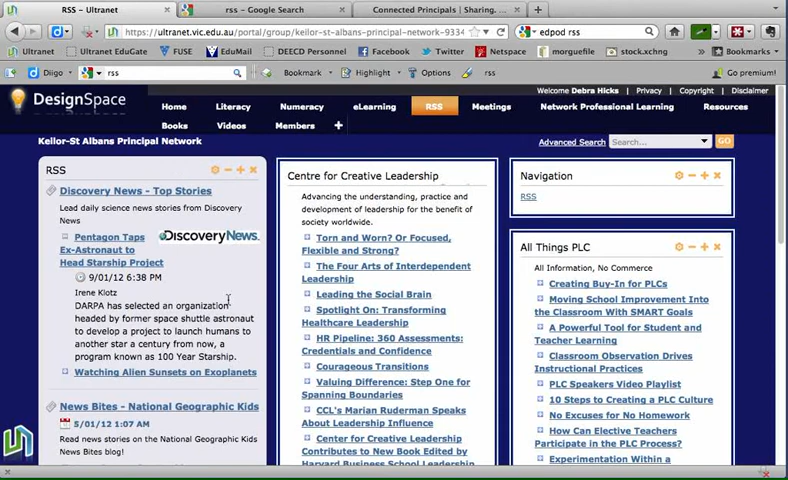 RSS - Ultranet
rss - Google Search
Connected Principals | Sharing. ...
https://ultranet.vic.edu.au/portal/group/keilor-st-albans-principal-network-9334
edpod rss
Ultranet
Ultranet EduGate
FUSE
EduMail
DEECD Personnel
Facebook
Twitter
Netspace
morguefile
stock.xchng
Bookmarks
Diigo
rss
Bookmark
Highlight
Options
rss
Go premium!
Welcome Debra Hicks | Privacy | Copyright | Disclaimer
DesignSpace
Home
Literacy
Numeracy
eLearning
RSS
Meetings
Network Professional Learning
Resources
Books
Videos
Members
Keilor-St Albans Principal Network
Advanced Search
Search...
GO
RSS
Discovery News - Top Stories
Lead daily science news stories from Discovery
News
Pentagon Taps
Ex-Astronaut to
Head Starship Project
DiscoveryNews
9/01/12 6:38 PM
Irene Klotz
DARPA has selected an organization
headed by former space shuttle astronaut
to develop a project to launch humans to
another star a century from now, a
program known as 100 Year Starship.
Watching Alien Sunsets on Exoplanets
News Bites - National Geographic Kids
5/01/12 1:07 AM
Read news stories on the National Geographic Kids
News Bites blog!
Centre for Creative Leadership
Advancing the understanding, practice and
development of leadership for the benefit of
society worldwide.
Torn and Worn? Or Focused,
Flexible and Strong?
The Four Arts of Interdependent
Leadership
Leading the Social Brain
Spotlight On: Transforming
Healthcare Leadership
HR Pipeline: 360 Assessments:
Credentials and Confidence
Courageous Transitions
Valuing Difference: Step One for
Spanning Boundaries
CCL's Marian Ruderman Speaks
About Leadership Influence
Center for Creative Leadership
Contributes to New Book Edited by
Harvard Business School Leadership
Navigation
RSS
All Things PLC
All Information, No Commerce
Creating Buy-In for PLCs
Moving School Improvement Into
the Classroom With SMART Goals
A Powerful Tool for Student and
Teacher Learning
Classroom Observation Drives
Instructional Practices
PLC Speakers Video Playlist
10 Steps to Creating a PLC Culture
No Excuses for No Homework
How Can Elective Teachers
Participate in the PLC Process?
Experimentation Within a